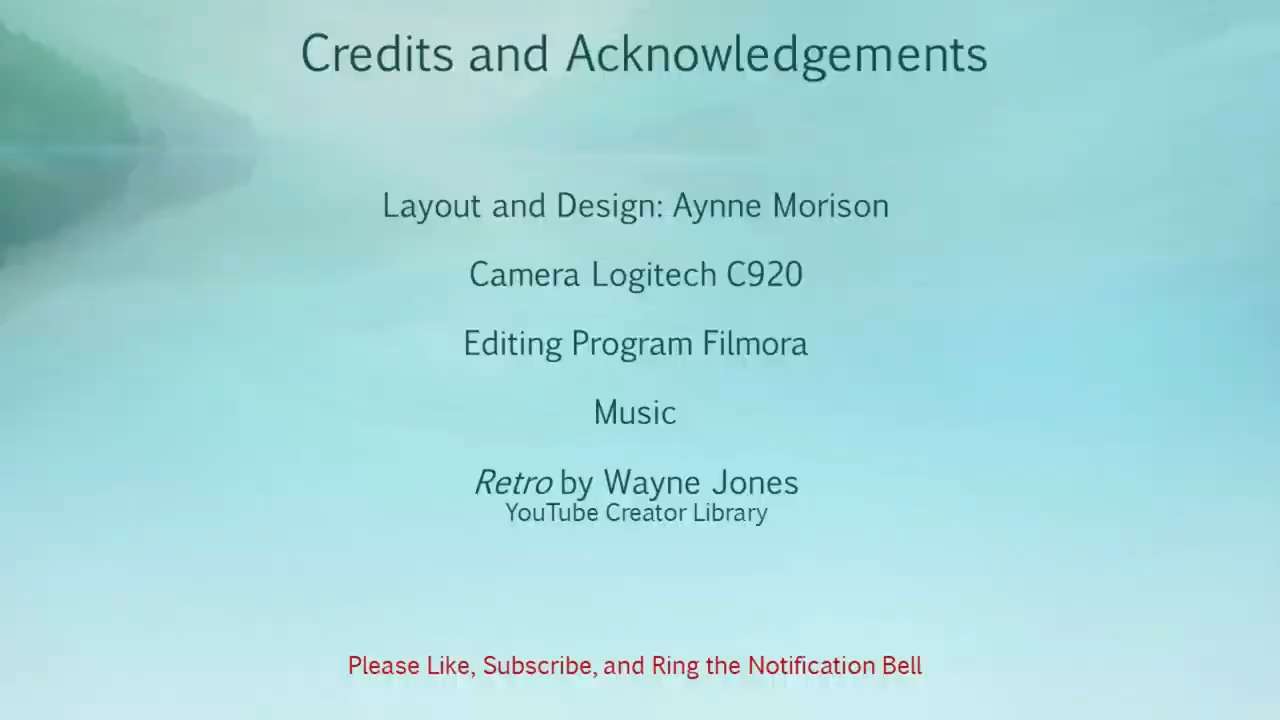 Credits and Acknowledgements
Layout and Design: Aynne Morison
Camera Logitech C920
Editing Program Filmora
Music
Retro by Wayne Jones
YouTube Creator Library
Please Like, Subscribe, and Ring the Notification Bell